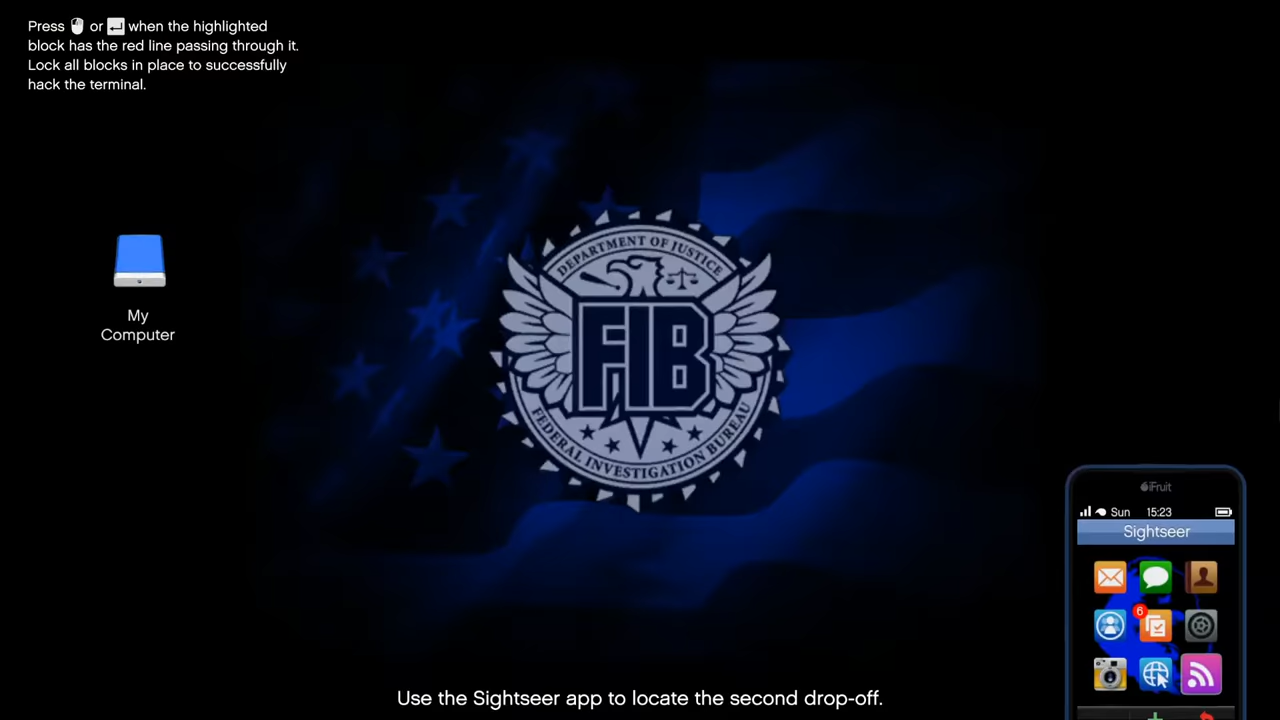 Press or when the highlighted
block has the red line passing through it.
Lock all blocks in place to successfully
hack the terminal.
DEPARTMENT OF JUSTICE
FIB
FEDERAL INVESTIGATION BUREAU
My
Computer
iFruit
Sun 15:23
Sightseer
6
Use the Sightseer app to locate the second drop-off.